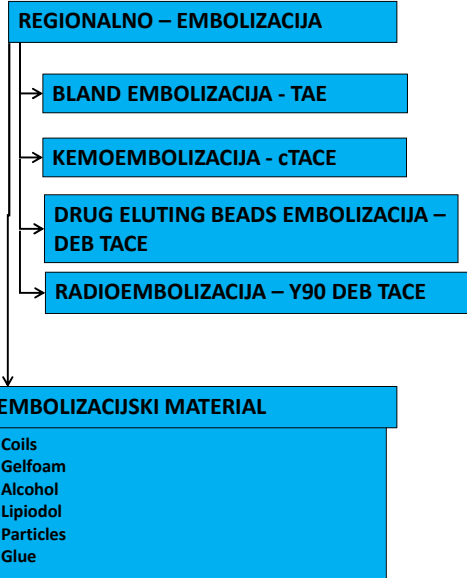 REGIONALNO – EMBOLIZACIJA
BLAND EMBOLIZACIJA - TAE
KEMOEMBOLIZACIJA - cTACE
DRUG ELUTING BEADS EMBOLIZACIJA –
DEB TACE
RADIOEMBOLIZACIJA – Y90 DEB TACE
EMBOLIZACIJSKI MATERIAL
Coils
Gelfoam
Alcohol
Lipiodol
Particles
Glue